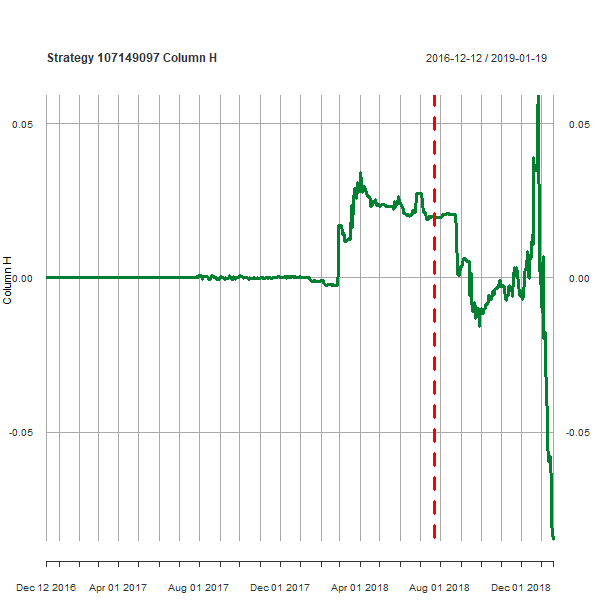 Strategy 107149097 Column H
2016-12-12 / 2019-01-19
0.05
0.05
Column H
0.00
0.00
-0.05
-0.05
Dec 12 2016
Apr 01 2017
Aug 01 2017
Dec 01 2017
Apr 01 2018
Aug 01 2018
Dec 01 2018